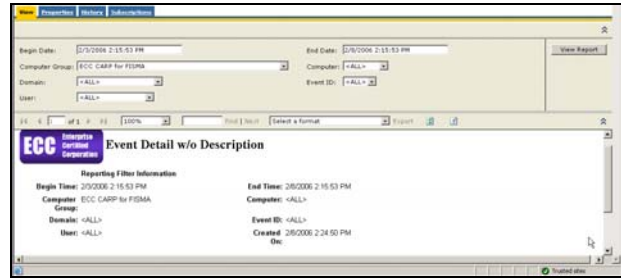 View Properties History Subscriptions
Begin Date: 2/3/2006 2:15:53 PM End Date: 2/8/2006 2:15:53 PM View Report
Computer Group: ECC CARP for FISMA Computer: <ALL>
Domain: <ALL> Event ID: <ALL>
User: <ALL>
1 of 1 100% Find | Next Select a format Export
ECC Enterprise Certified Corporation Event Detail w/o Description
Reporting Filter Information
Begin Time: 2/3/2006 2:15:53 PM End Time: 2/8/2006 2:15:53 PM
Computer Group: ECC CARP for FISMA Computer: <ALL>
Domain: <ALL> Event ID: <ALL>
User: <ALL> Created On: 2/8/2006 2:24:50 PM
Trusted sites